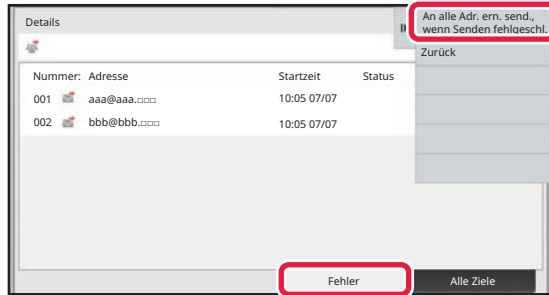 Details
An alle Adr. ern. send.,
wenn Senden fehlgeschl.
Zurück
Nummer: Adresse Startzeit Status
001 aaa@aaa.□□□ 10:05 07/07
002 bbb@bbb.□□□ 10:05 07/07
Fehler Alle Ziele